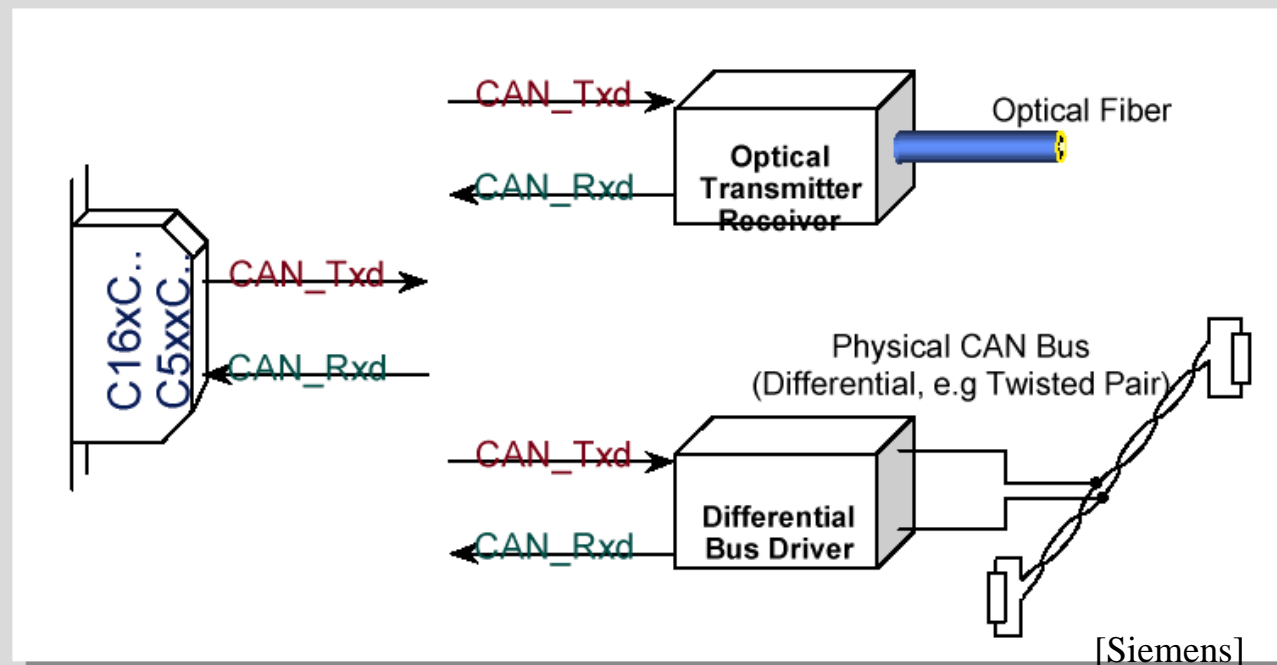 CAN_Txd
CAN_Rxd
Optical
Transmitter
Receiver
Optical Fiber
C16xC..
C5xxC..
CAN_Txd
CAN_Rxd
Physical CAN Bus
(Differential, e.g Twisted Pair)
CAN_Txd
CAN_Rxd
Differential
Bus Driver
[Siemens]